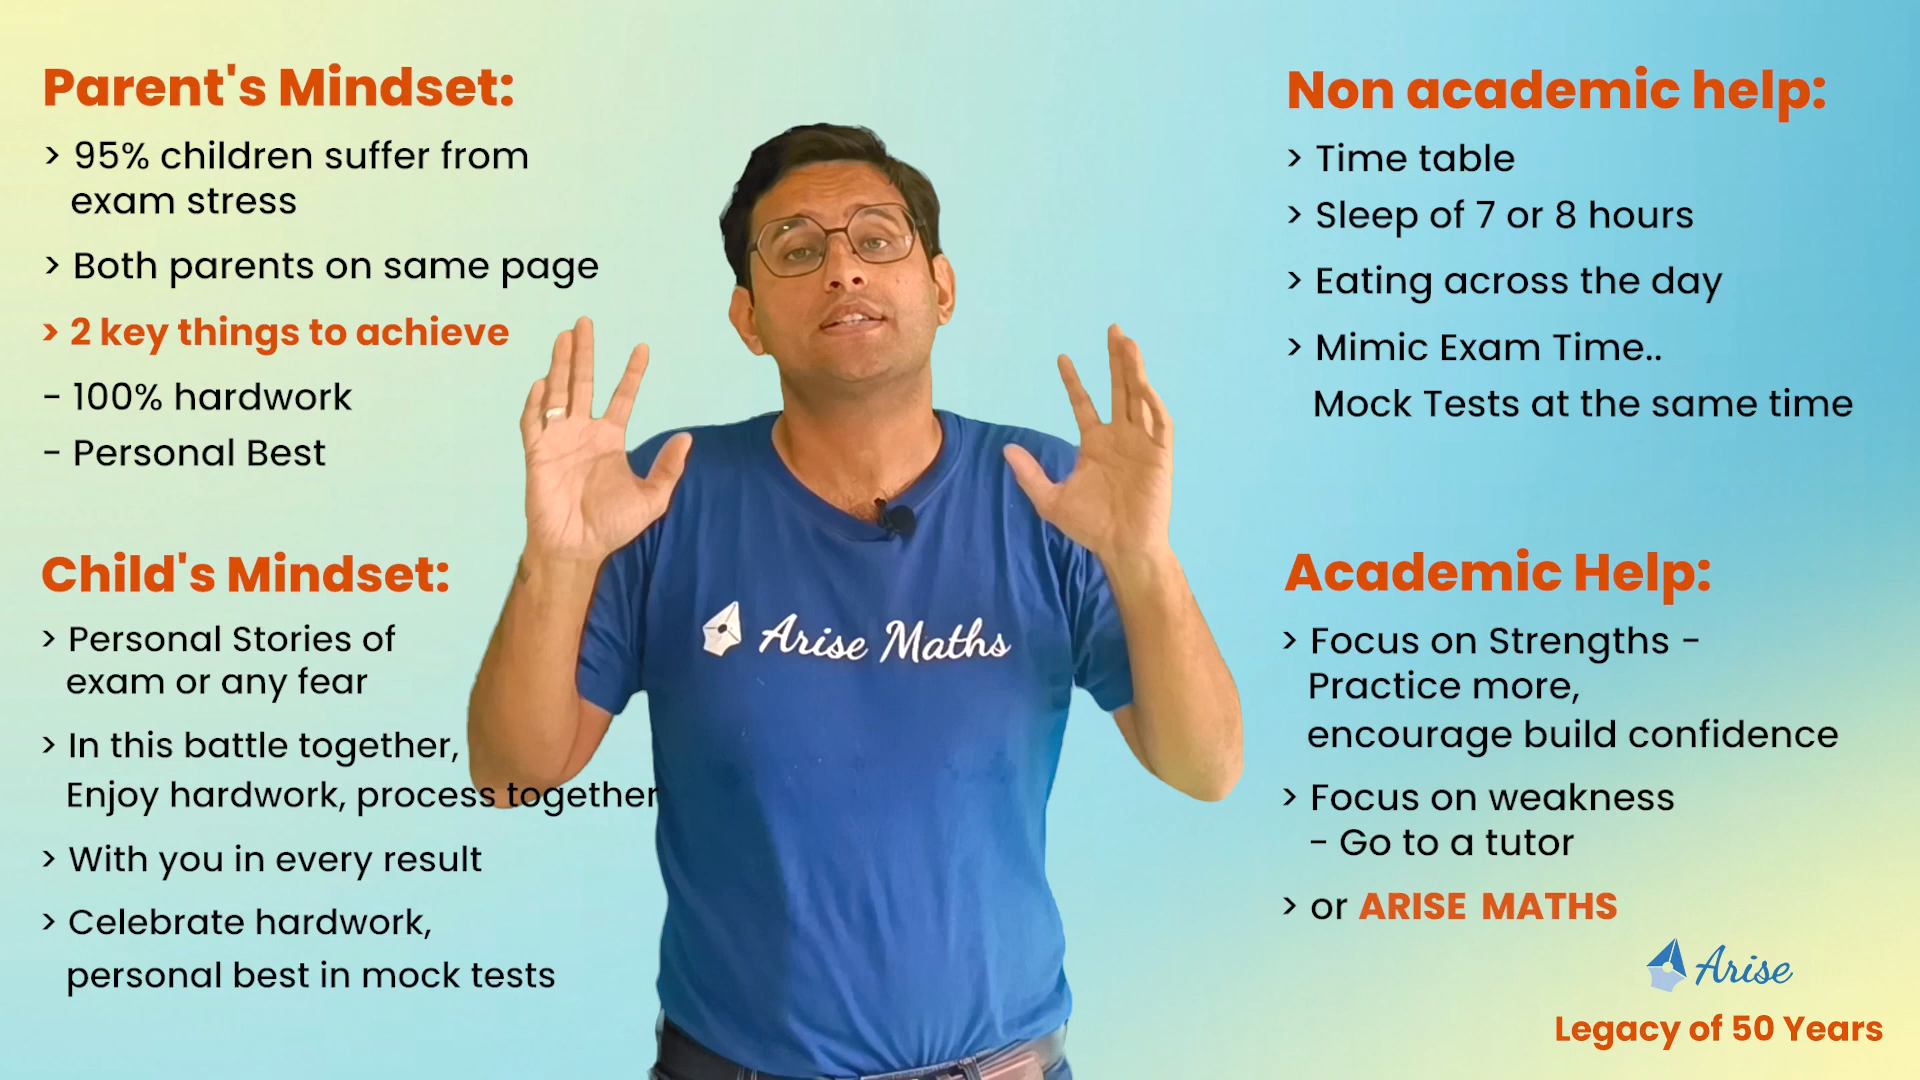 Parent's Mindset:
> 95% children suffer from
exam stress
> Both parents on same page
> 2 key things to achieve
- 100% hardwork
- Personal Best
Child's Mindset:
> Personal Stories of
exam or any fear
> In this battle together,
Enjoy hardwork, process together
> With you in every result
> Celebrate hardwork,
personal best in mock tests
Arise Maths
Non academic help:
> Time table
> Sleep of 7 or 8 hours
> Eating across the day
> Mimic Exam Time..
Mock Tests at the same time
Academic Help:
> Focus on Strengths -
Practice more,
encourage build confidence
> Focus on weakness
- Go to a tutor
> or ARISE MATHS
Arise
Legacy of 50 Years